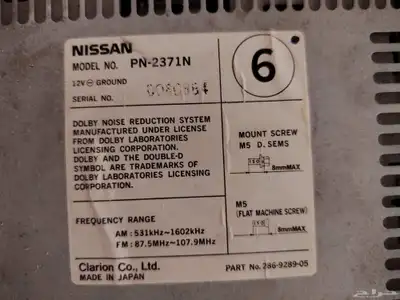 NISSAN
MODEL NO. PN-2371N
12V⊖GROUND
SERIAL NO.
6
DOLBY NOISE REDUCTION SYSTEM
MANUFACTURED UNDER LICENSE
FROM DOLBY LABORATORIES
LICENSING CORPORATION.
DOLBY AND THE DOUBLE-D
SYMBOL ARE TRADEMARKS OF
DOLBY LABORATORIES LICENSING
CORPORATION.
MOUNT SCREW
M5 D. SEMS
8mmMAX
M5
(FLAT MACHINE SCREW)
8mmMAX
FREQUENCY RANGE
AM : 531kHz~1602kHz
FM : 87.5MHz~107.9MHz
Clarion Co., Ltd.
MADE IN JAPAN
PART No. 286-9289-05
حراج